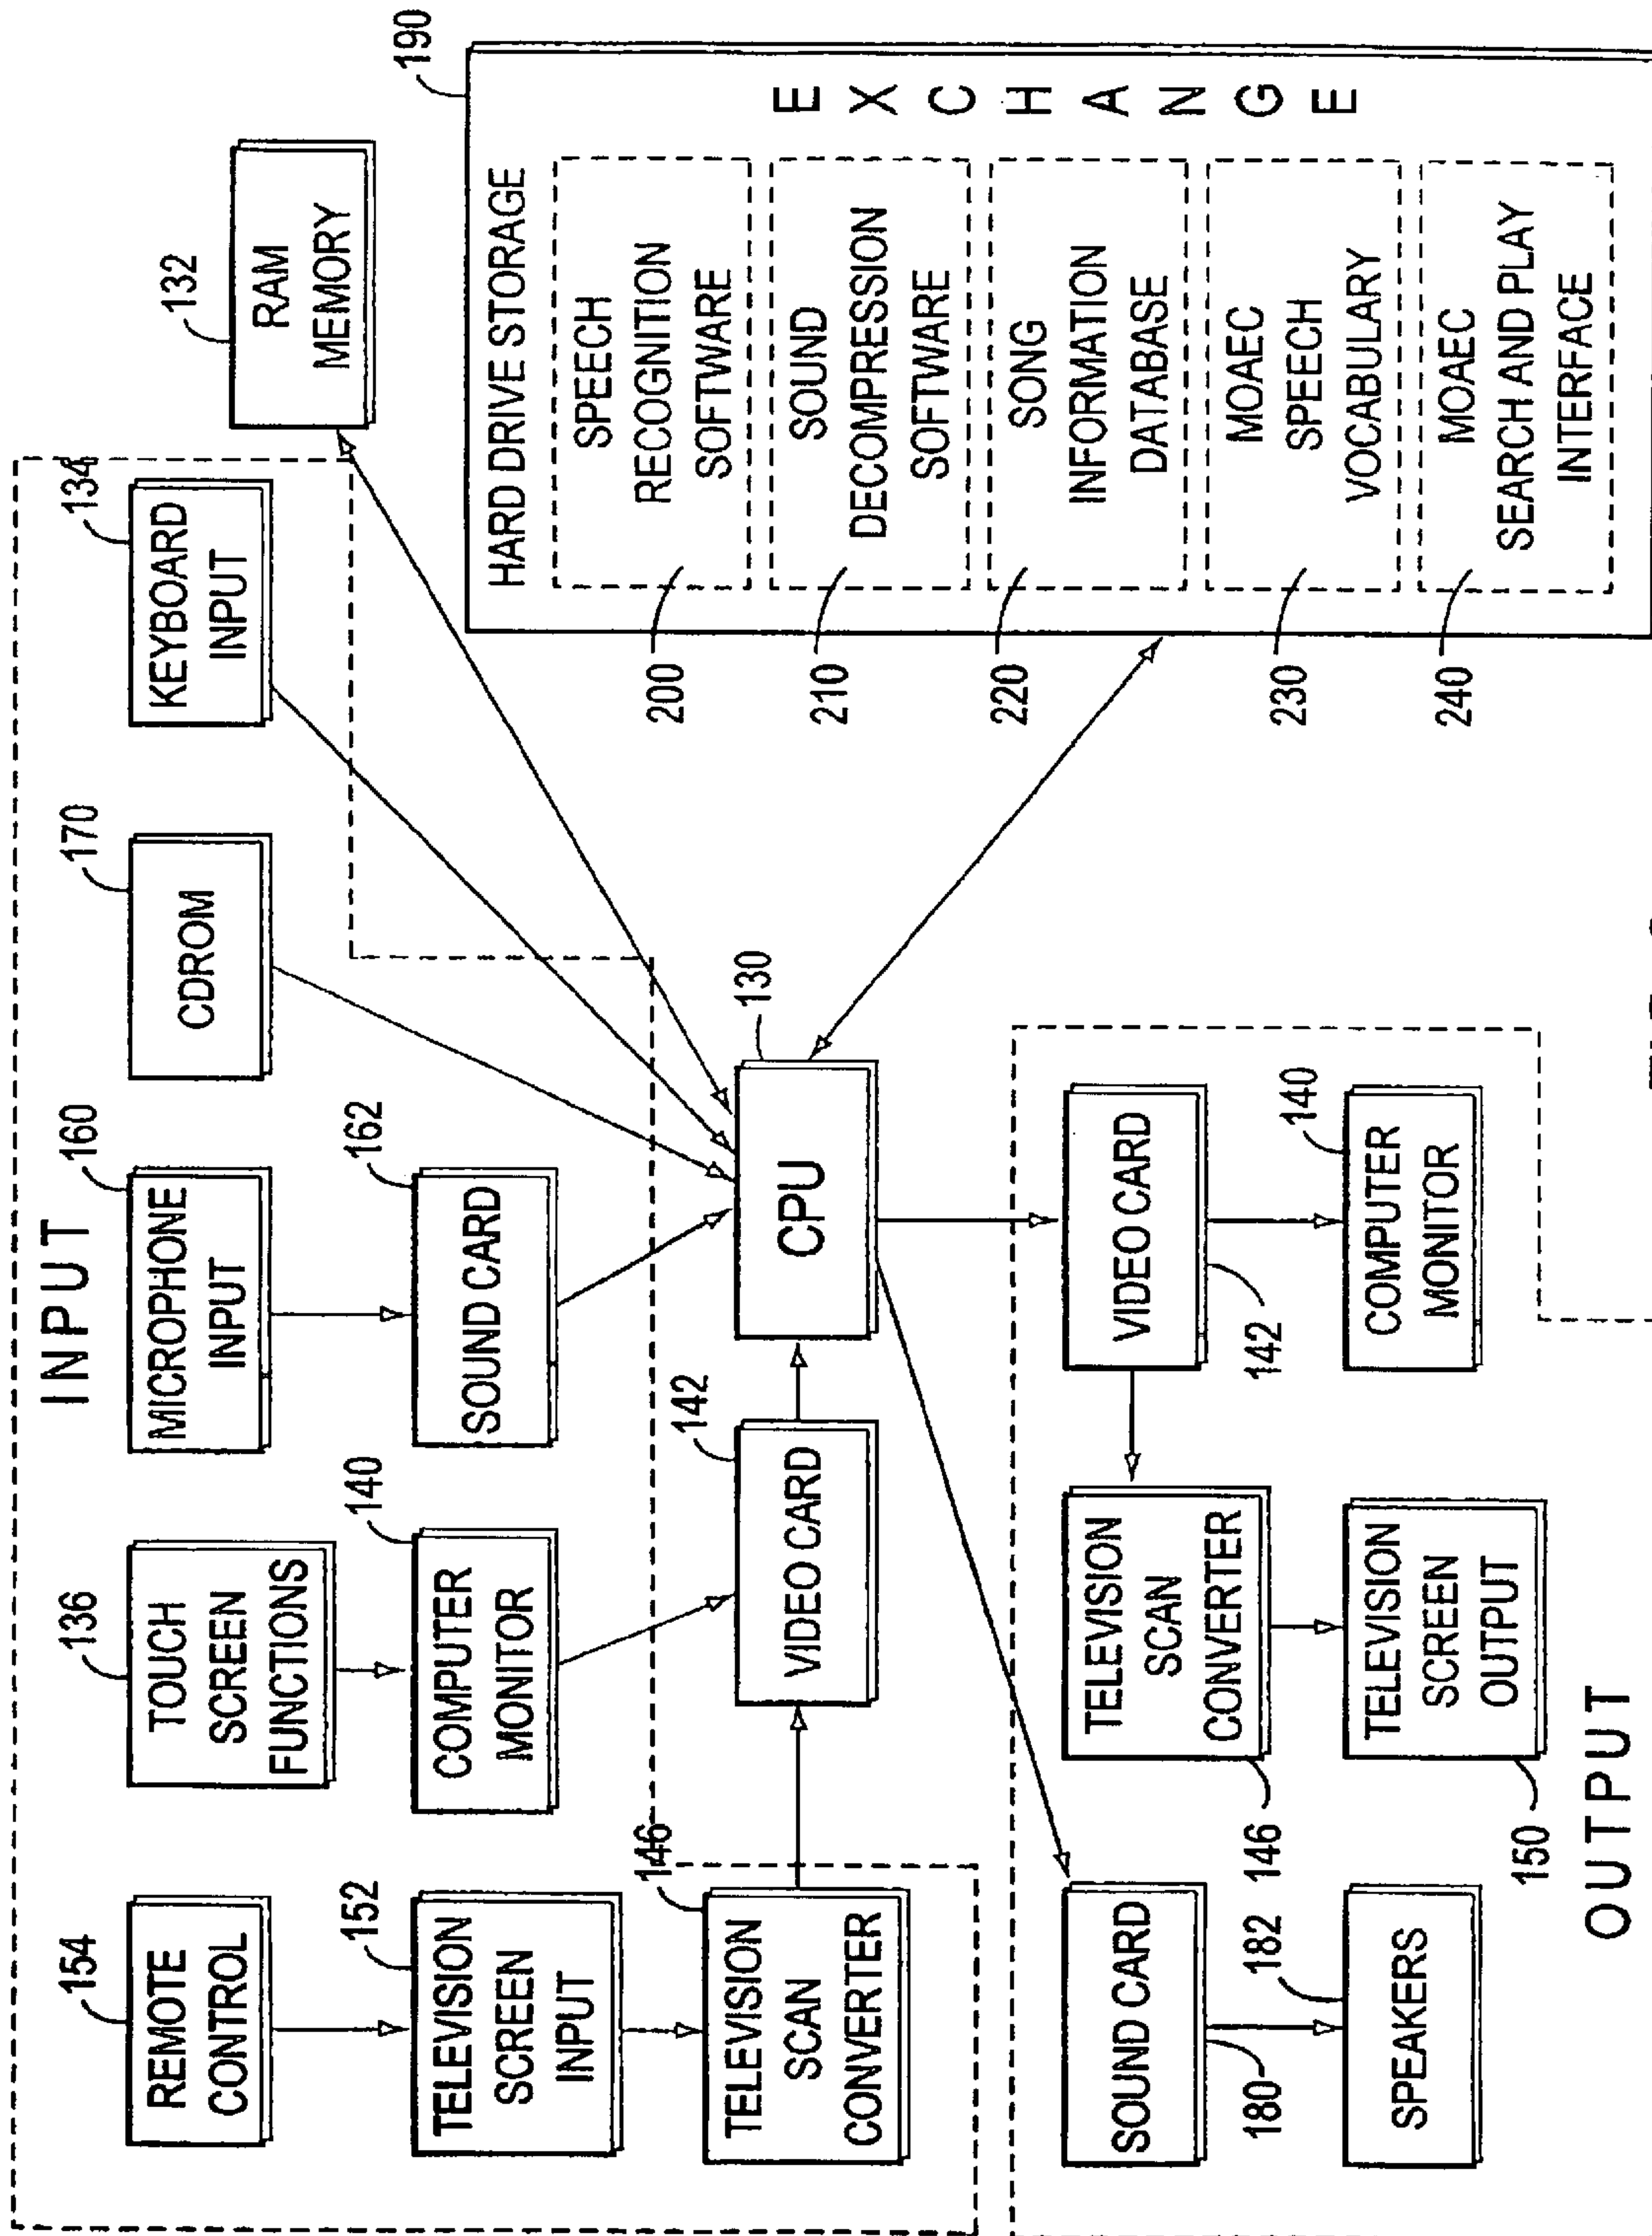 INPUT
154
REMOTE
CONTROL
136
TOUCH
SCREEN
FUNCTIONS
160
MICROPHONE
INPUT
170
CDROM
134
KEYBOARD
INPUT
132
RAM
MEMORY
152
TELEVISION
SCREEN
INPUT
140
COMPUTER
MONITOR
162
SOUND CARD
146
TELEVISION
SCAN
CONVERTER
142
VIDEO CARD
130
CPU
190
HARD DRIVE STORAGE
200
SPEECH
RECOGNITION
SOFTWARE
210
SOUND
DECOMPRESSION
SOFTWARE
220
SONG
INFORMATION
DATABASE
230
MOAEC
SPEECH
VOCABULARY
240
MOAEC
SEARCH AND PLAY
INTERFACE
EXCHANGE
SOUND CARD
180
182
SPEAKERS
TELEVISION
SCAN
CONVERTER
146
TELEVISION
SCREEN
OUTPUT
150
VIDEO CARD
142
140
COMPUTER
MONITOR
OUTPUT